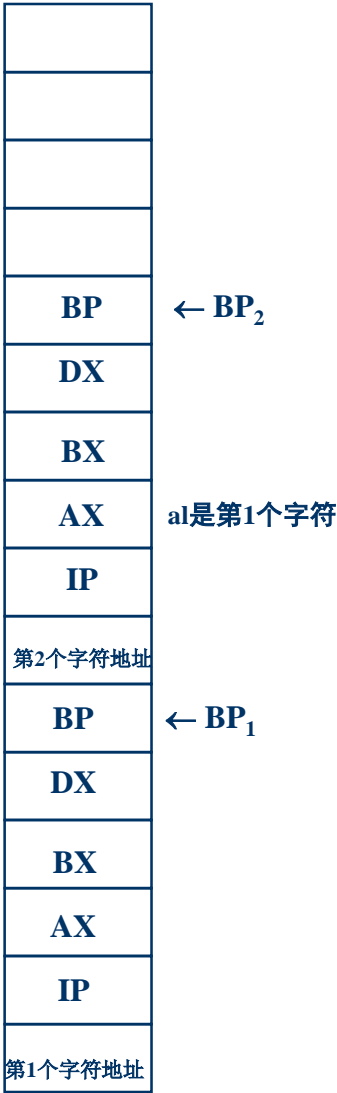 BP ← BP₂
DX
BX
AX al是第1个字符
IP
第2个字符地址
BP ← BP₁
DX
BX
AX
IP
第1个字符地址